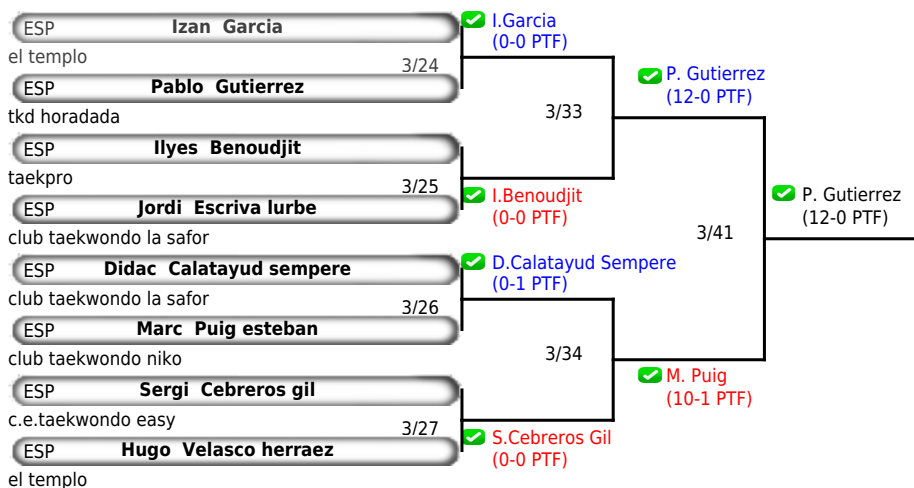 ESP Izan Garcia
el templo
3/24
ESP Pablo Gutierrez
tkd horadada
ESP Ilyes Benoudjit
taekpro
3/25
ESP Jordi Escriva lurbe
club taekwondo la safor
ESP Didac Calatayud sempere
club taekwondo la safor
3/26
ESP Marc Puig esteban
club taekwondo niko
ESP Sergi Cebreros gil
c.e.taekwondo easy
3/27
ESP Hugo Velasco herraez
el templo
I.Garcia
(0-0 PTF)
3/33
I.Benoudjit
(0-0 PTF)
D.Calatayud Sempere
(0-1 PTF)
3/34
S.Cebreros Gil
(0-0 PTF)
P. Gutierrez
(12-0 PTF)
3/41
M. Puig
(10-1 PTF)
P. Gutierrez
(12-0 PTF)